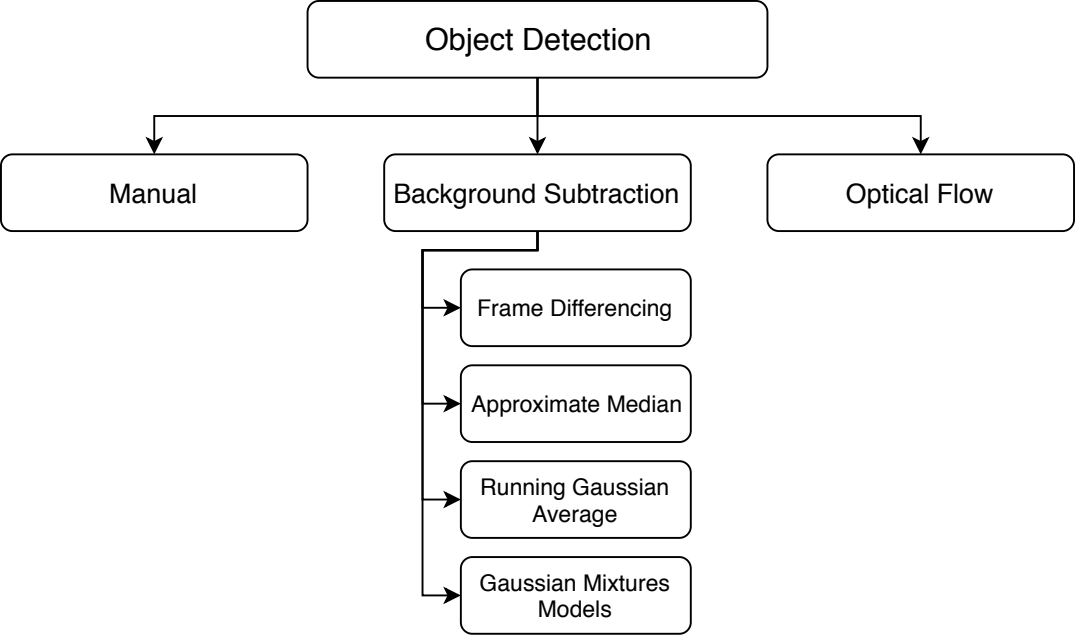 Object Detection
Manual
Background Subtraction
Optical Flow
Frame Differencing
Approximate Median
Running Gaussian
Average
Gaussian Mixtures
Models